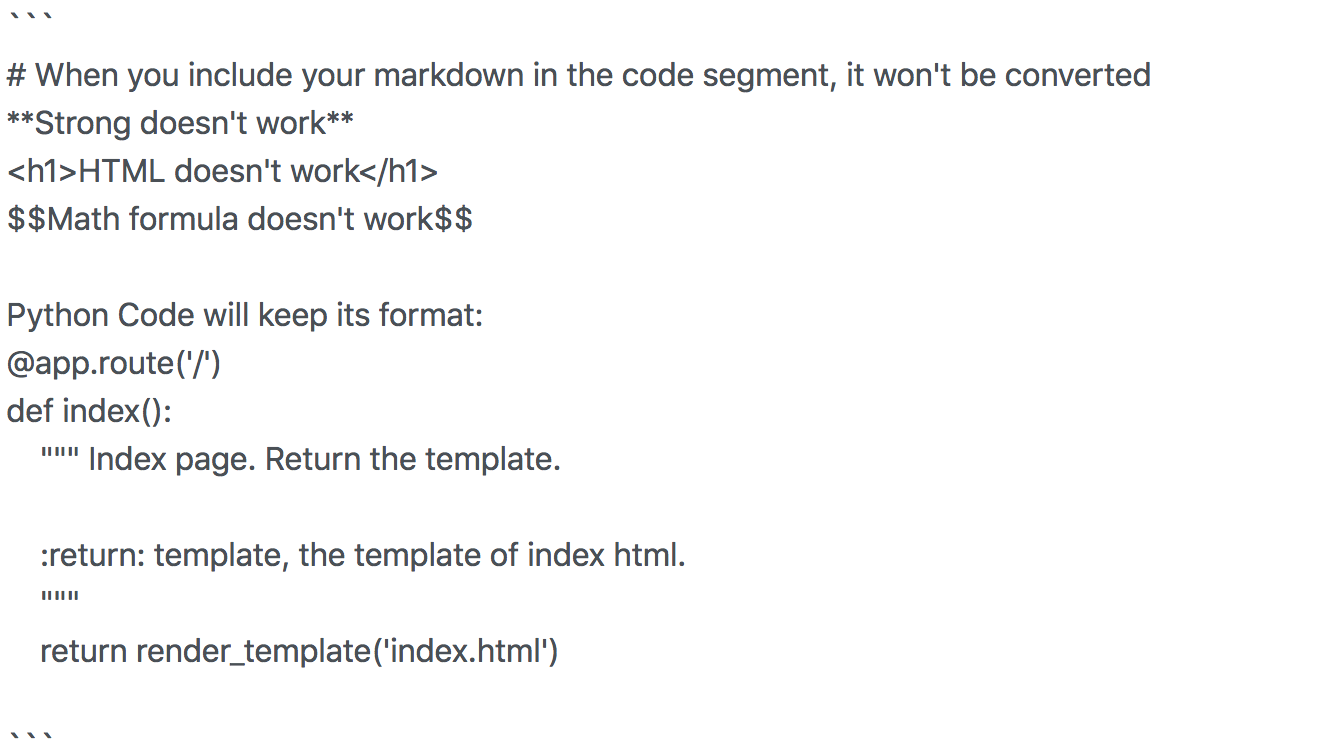 ```
# When you include your markdown in the code segment, it won't be converted
**Strong doesn't work**
<h1>HTML doesn't work</h1>
$$Math formula doesn't work$$

Python Code will keep its format:
@app.route('/')
def index():
    """ Index page. Return the template.

    :return: template, the template of index html.
    """
    return render_template('index.html')

```